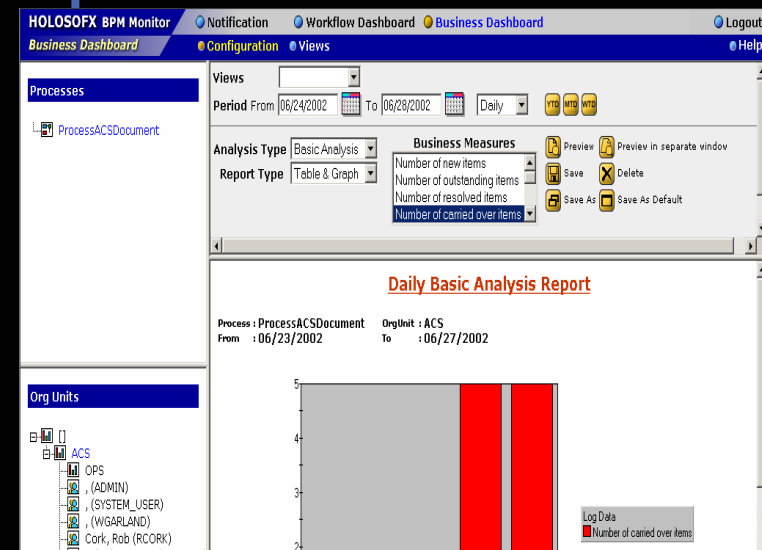 HOLOSOFX BPM Monitor
Notification Workflow Dashboard Business Dashboard Logout
Business Dashboard
Configuration Views Help
Processes
ProcessACSDocument
Views
Period From 06/24/2002 To 06/28/2002 Daily YTD MTD WTD
Analysis Type Basic Analysis
Report Type Table & Graph
Business Measures
Number of new items
Number of outstanding items
Number of resolved items
Number of carried over items
Preview Preview in separate window
Save Delete
Save As Save As Default
Daily Basic Analysis Report
Process : ProcessACSDocument OrgUnit : ACS
From : 06/23/2002 To : 06/27/2002
5
4
3
2
Log Data
Number of carried over items
Org Units
[]
ACS
OPS
, (ADMIN)
, (SYSTEM_USER)
, (WGARLAND)
Cork, Rob (RCORK)